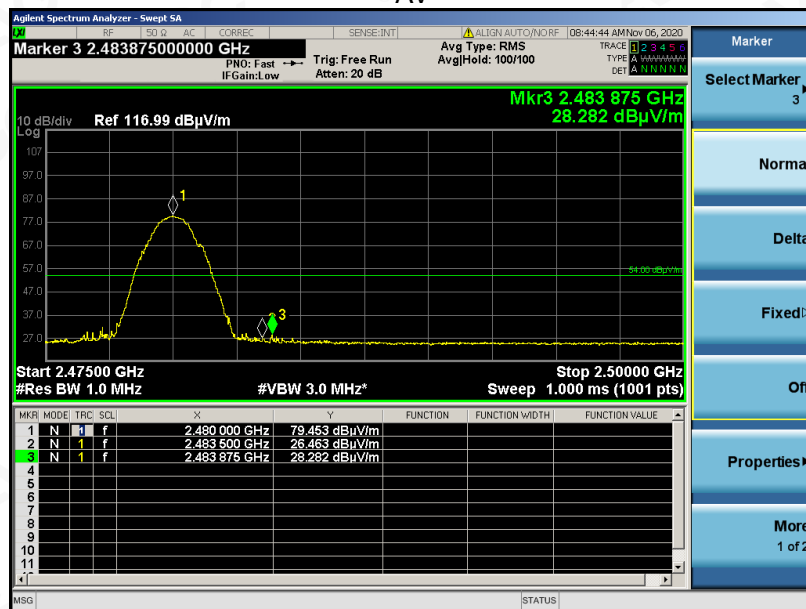 AV
Agilent Spectrum Analyzer - Swept SA
LXI RF 50 Ω AC CORREC SENSE:INT ALIGN AUTO/NO RF 08:44:44 AM Nov 06, 2020
Marker 3 2.483875000000 GHz
PNO: Fast
IFGain:Low
Trig: Free Run
Atten: 20 dB
Avg Type: RMS
Avg|Hold: 100/100
TRACE 1 2 3 4 5 6
TYPE A WWWWW
DET A N N N N N
Mkr3 2.483 875 GHz
28.282 dBµV/m
10 dB/div Ref 116.99 dBµV/m
Log
107
97.0
87.0
77.0
67.0
57.0
47.0
37.0
27.0
1
3
54.00 dBµV/m
Start 2.47500 GHz Stop 2.50000 GHz
#Res BW 1.0 MHz #VBW 3.0 MHz* Sweep 1.000 ms (1001 pts)
MKR MODE TRC SCL X Y FUNCTION FUNCTION WIDTH FUNCTION VALUE
1 N 1 f 2.480 000 GHz 79.453 dBµV/m
2 N 1 f 2.483 500 GHz 26.463 dBµV/m
3 N 1 f 2.483 875 GHz 28.282 dBµV/m
4
5
6
7
8
9
10
11
MSG STATUS
Marker
Select Marker
3
Norma
Delta
Fixed
Off
Properties
More
1 of 2